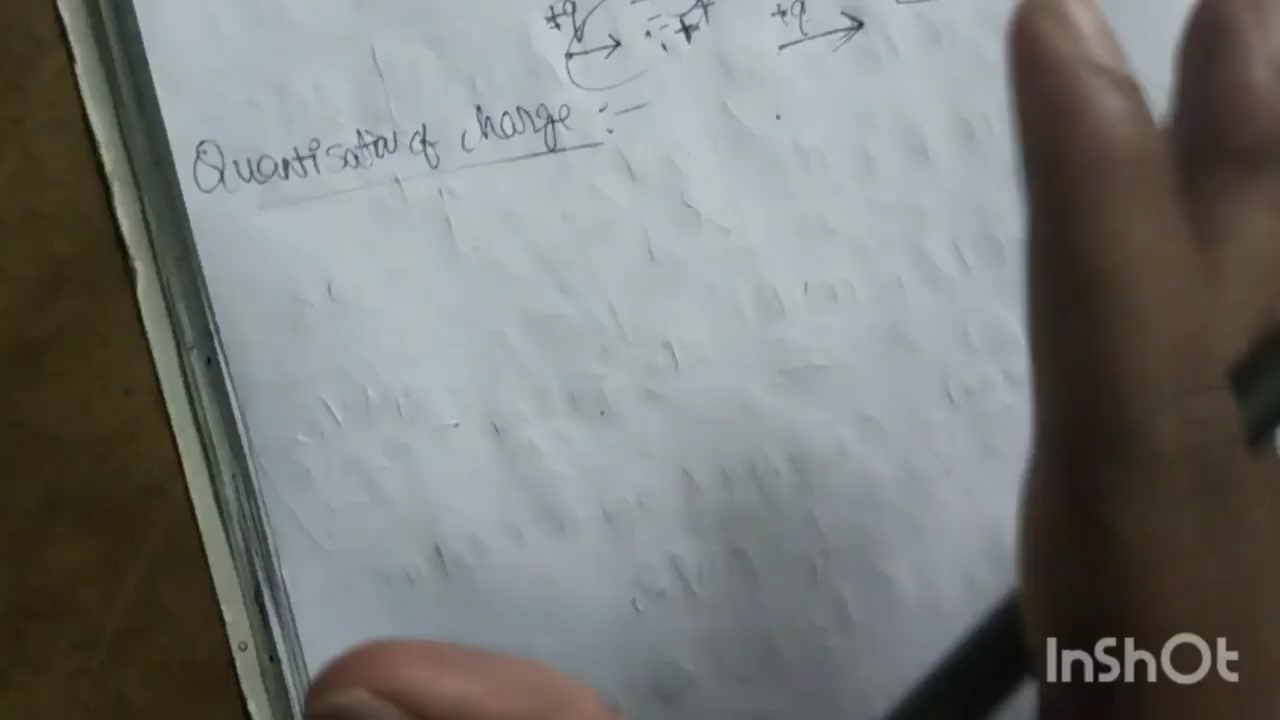 +q +q
Quantisation of charge :-
InShOt